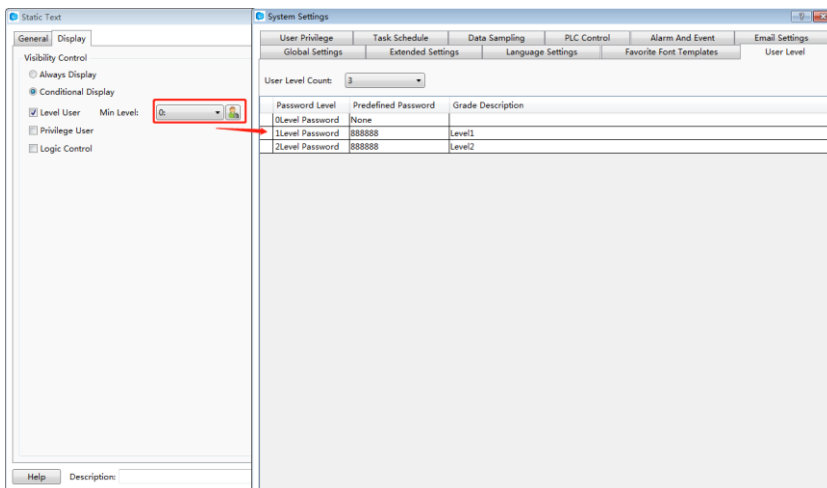 Static Text
General Display
Visibility Control
Always Display
Conditional Display
Level User Min Level: 0:
Privilege User
Logic Control
Help Description:
System Settings
User Privilege Task Schedule Data Sampling PLC Control Alarm And Event Email Settings
Global Settings Extended Settings Language Settings Favorite Font Templates User Level
User Level Count: 3
Password Level Predefined Password Grade Description
0Level Password None
1Level Password 888888 Level1
2Level Password 888888 Level2